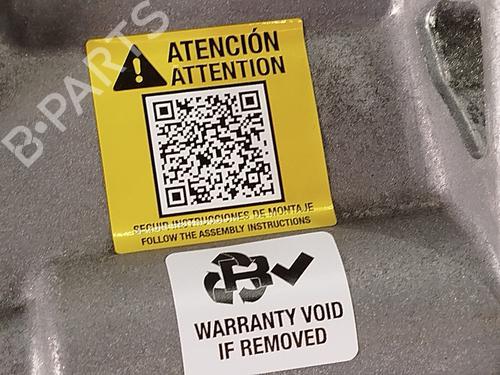 B-PARTS
ATENCIÓN
ATTENTION
SEGUIR INSTRUCCIONES DE MONTAJE
FOLLOW THE ASSEMBLY INSTRUCTIONS
R
WARRANTY VOID
IF REMOVED